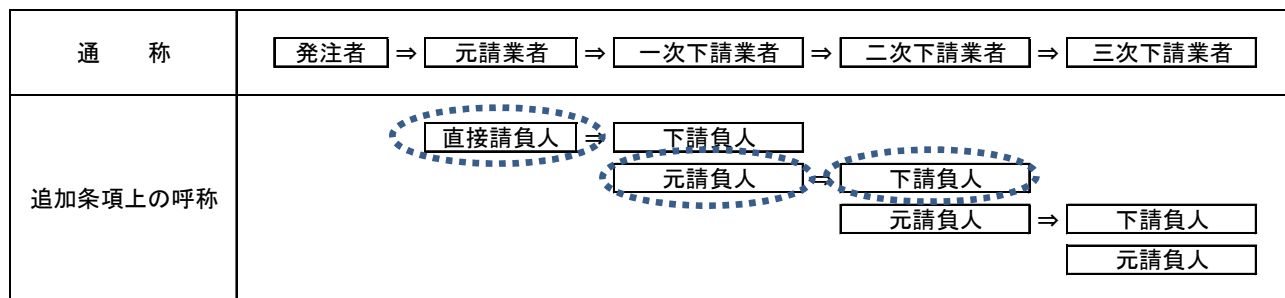 通　　称　発注者 ⇒ 元請業者 ⇒ 一次下請業者 ⇒ 二次下請業者 ⇒ 三次下請業者
直接請負人 ⇒ 下請負人
元請負人 ⇒ 下請負人
追加条項上の呼称
元請負人 ⇒ 下請負人
元請負人